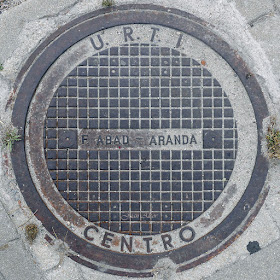 U.R.T.I.
F. ABAD - ARANDA
CENTRO